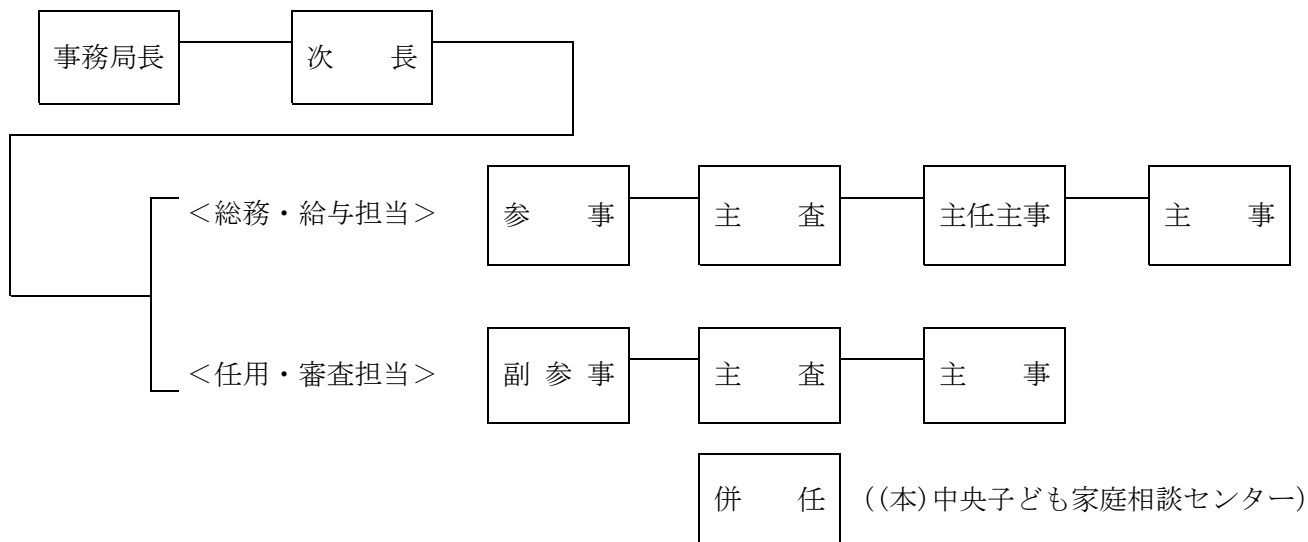 事務局長 次 長
<総務・給与担当> 参 事 主 査 主任主事 主 事
<任用・審査担当> 副 参 事 主 査 主 事
併 任 ((本)中央子ども家庭相談センター)